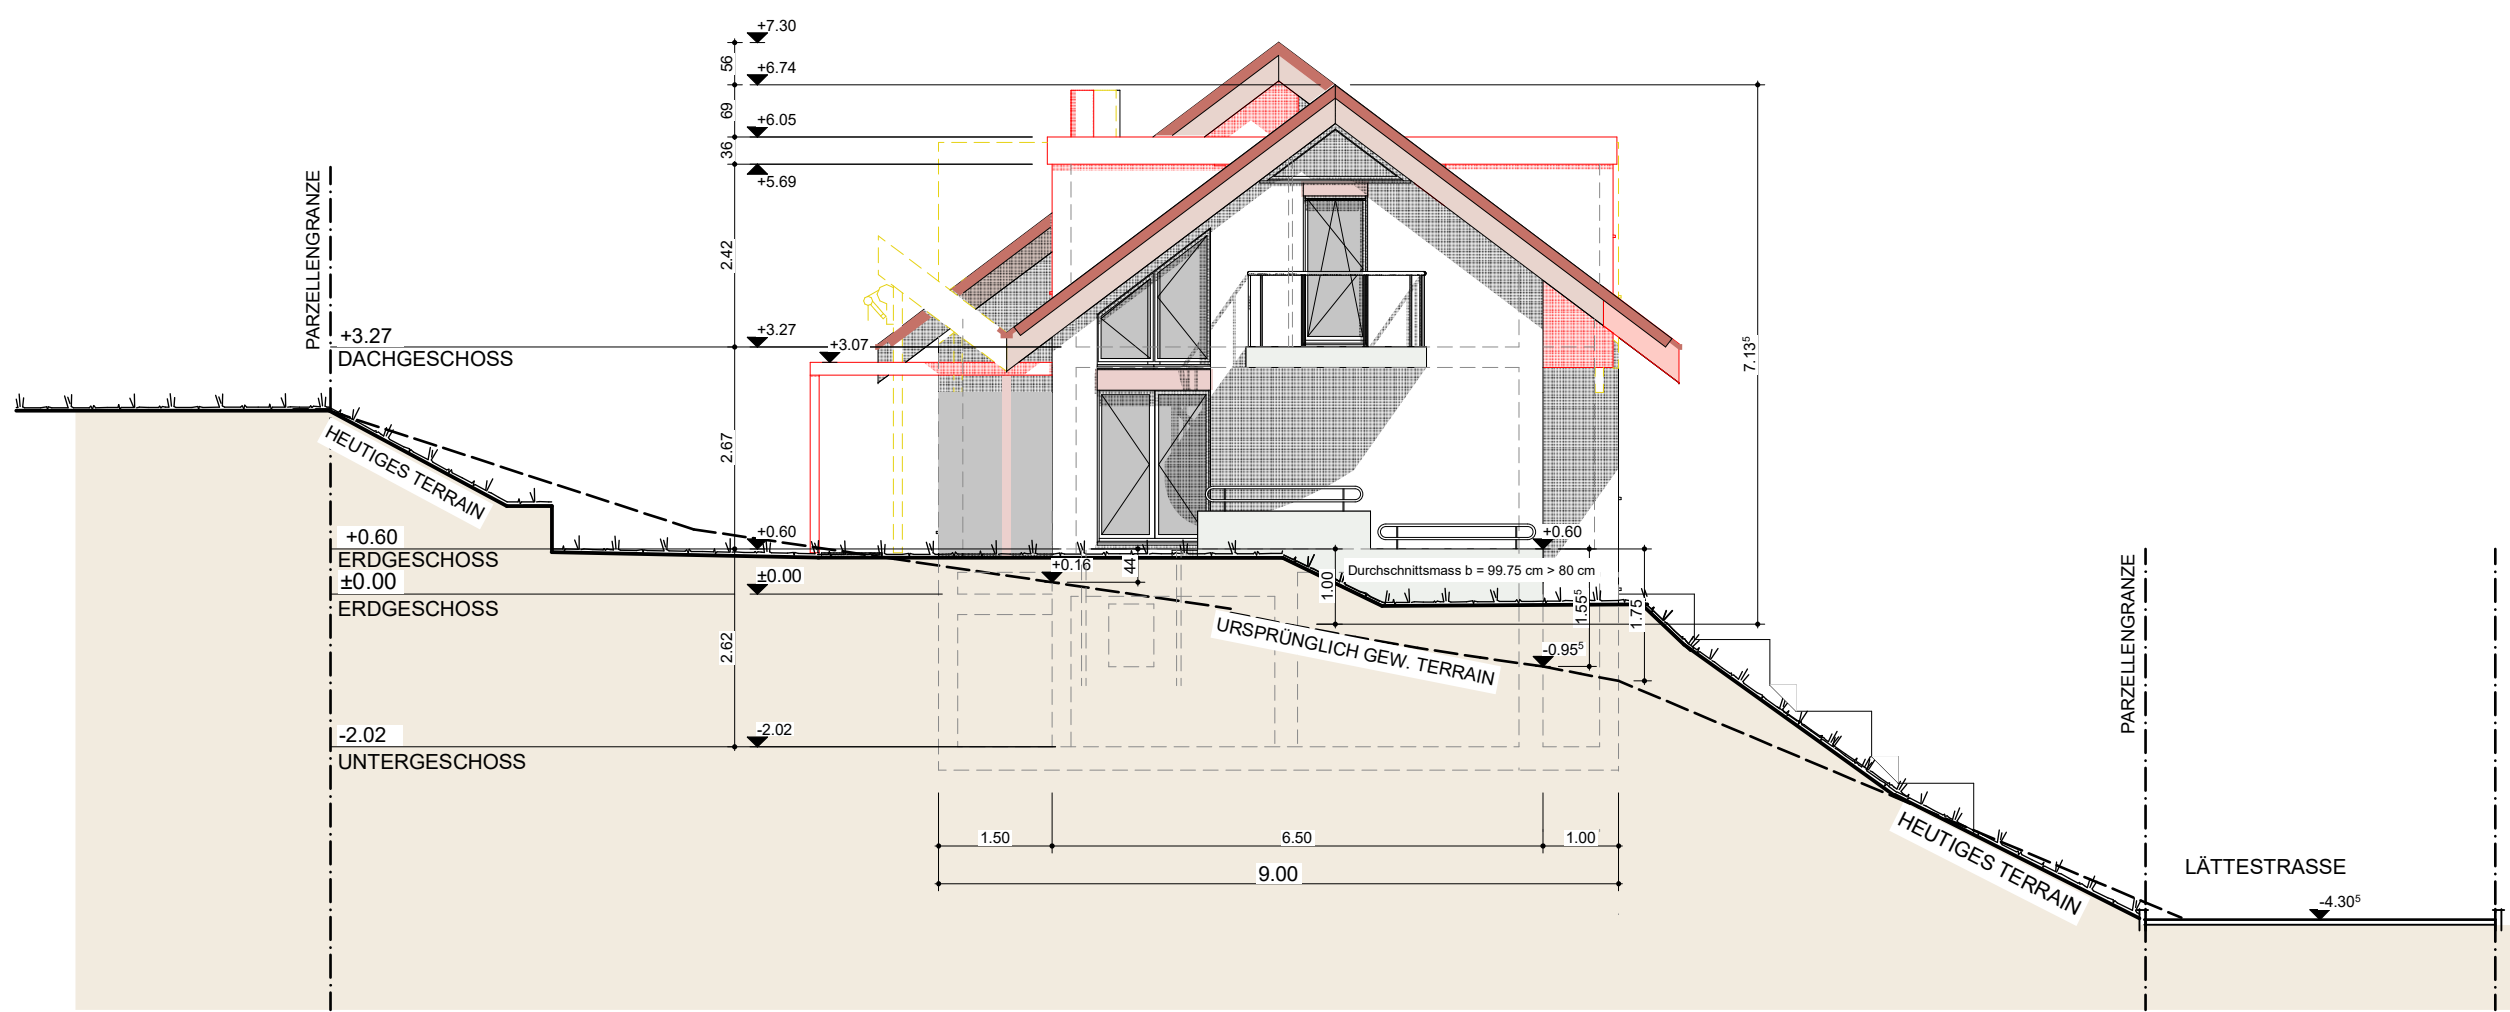 +7.30
56
+6.74
69
+6.05
36
+5.69
PARZELLENGRANZE
2.42
+3.27
DACHGESCHOSS
+3.27
+3.07
7.13⁵
HEUTIGES TERRAIN
2.67
+0.60
ERDGESCHOSS
±0.00
ERDGESCHOSS
+0.60
±0.00
+0.16
44
+0.60
Durchschnittsmass b = 99.75 cm > 80 cm
1.00
1.55⁵
1.75
URSPRÜNGLICH GEW. TERRAIN
-0.95⁵
2.62
PARZELLENGRANZE
-2.02
UNTERGESCHOSS
-2.02
1.50
6.50
1.00
9.00
HEUTIGES TERRAIN
LÄTTESTRASSE
-4.30⁵